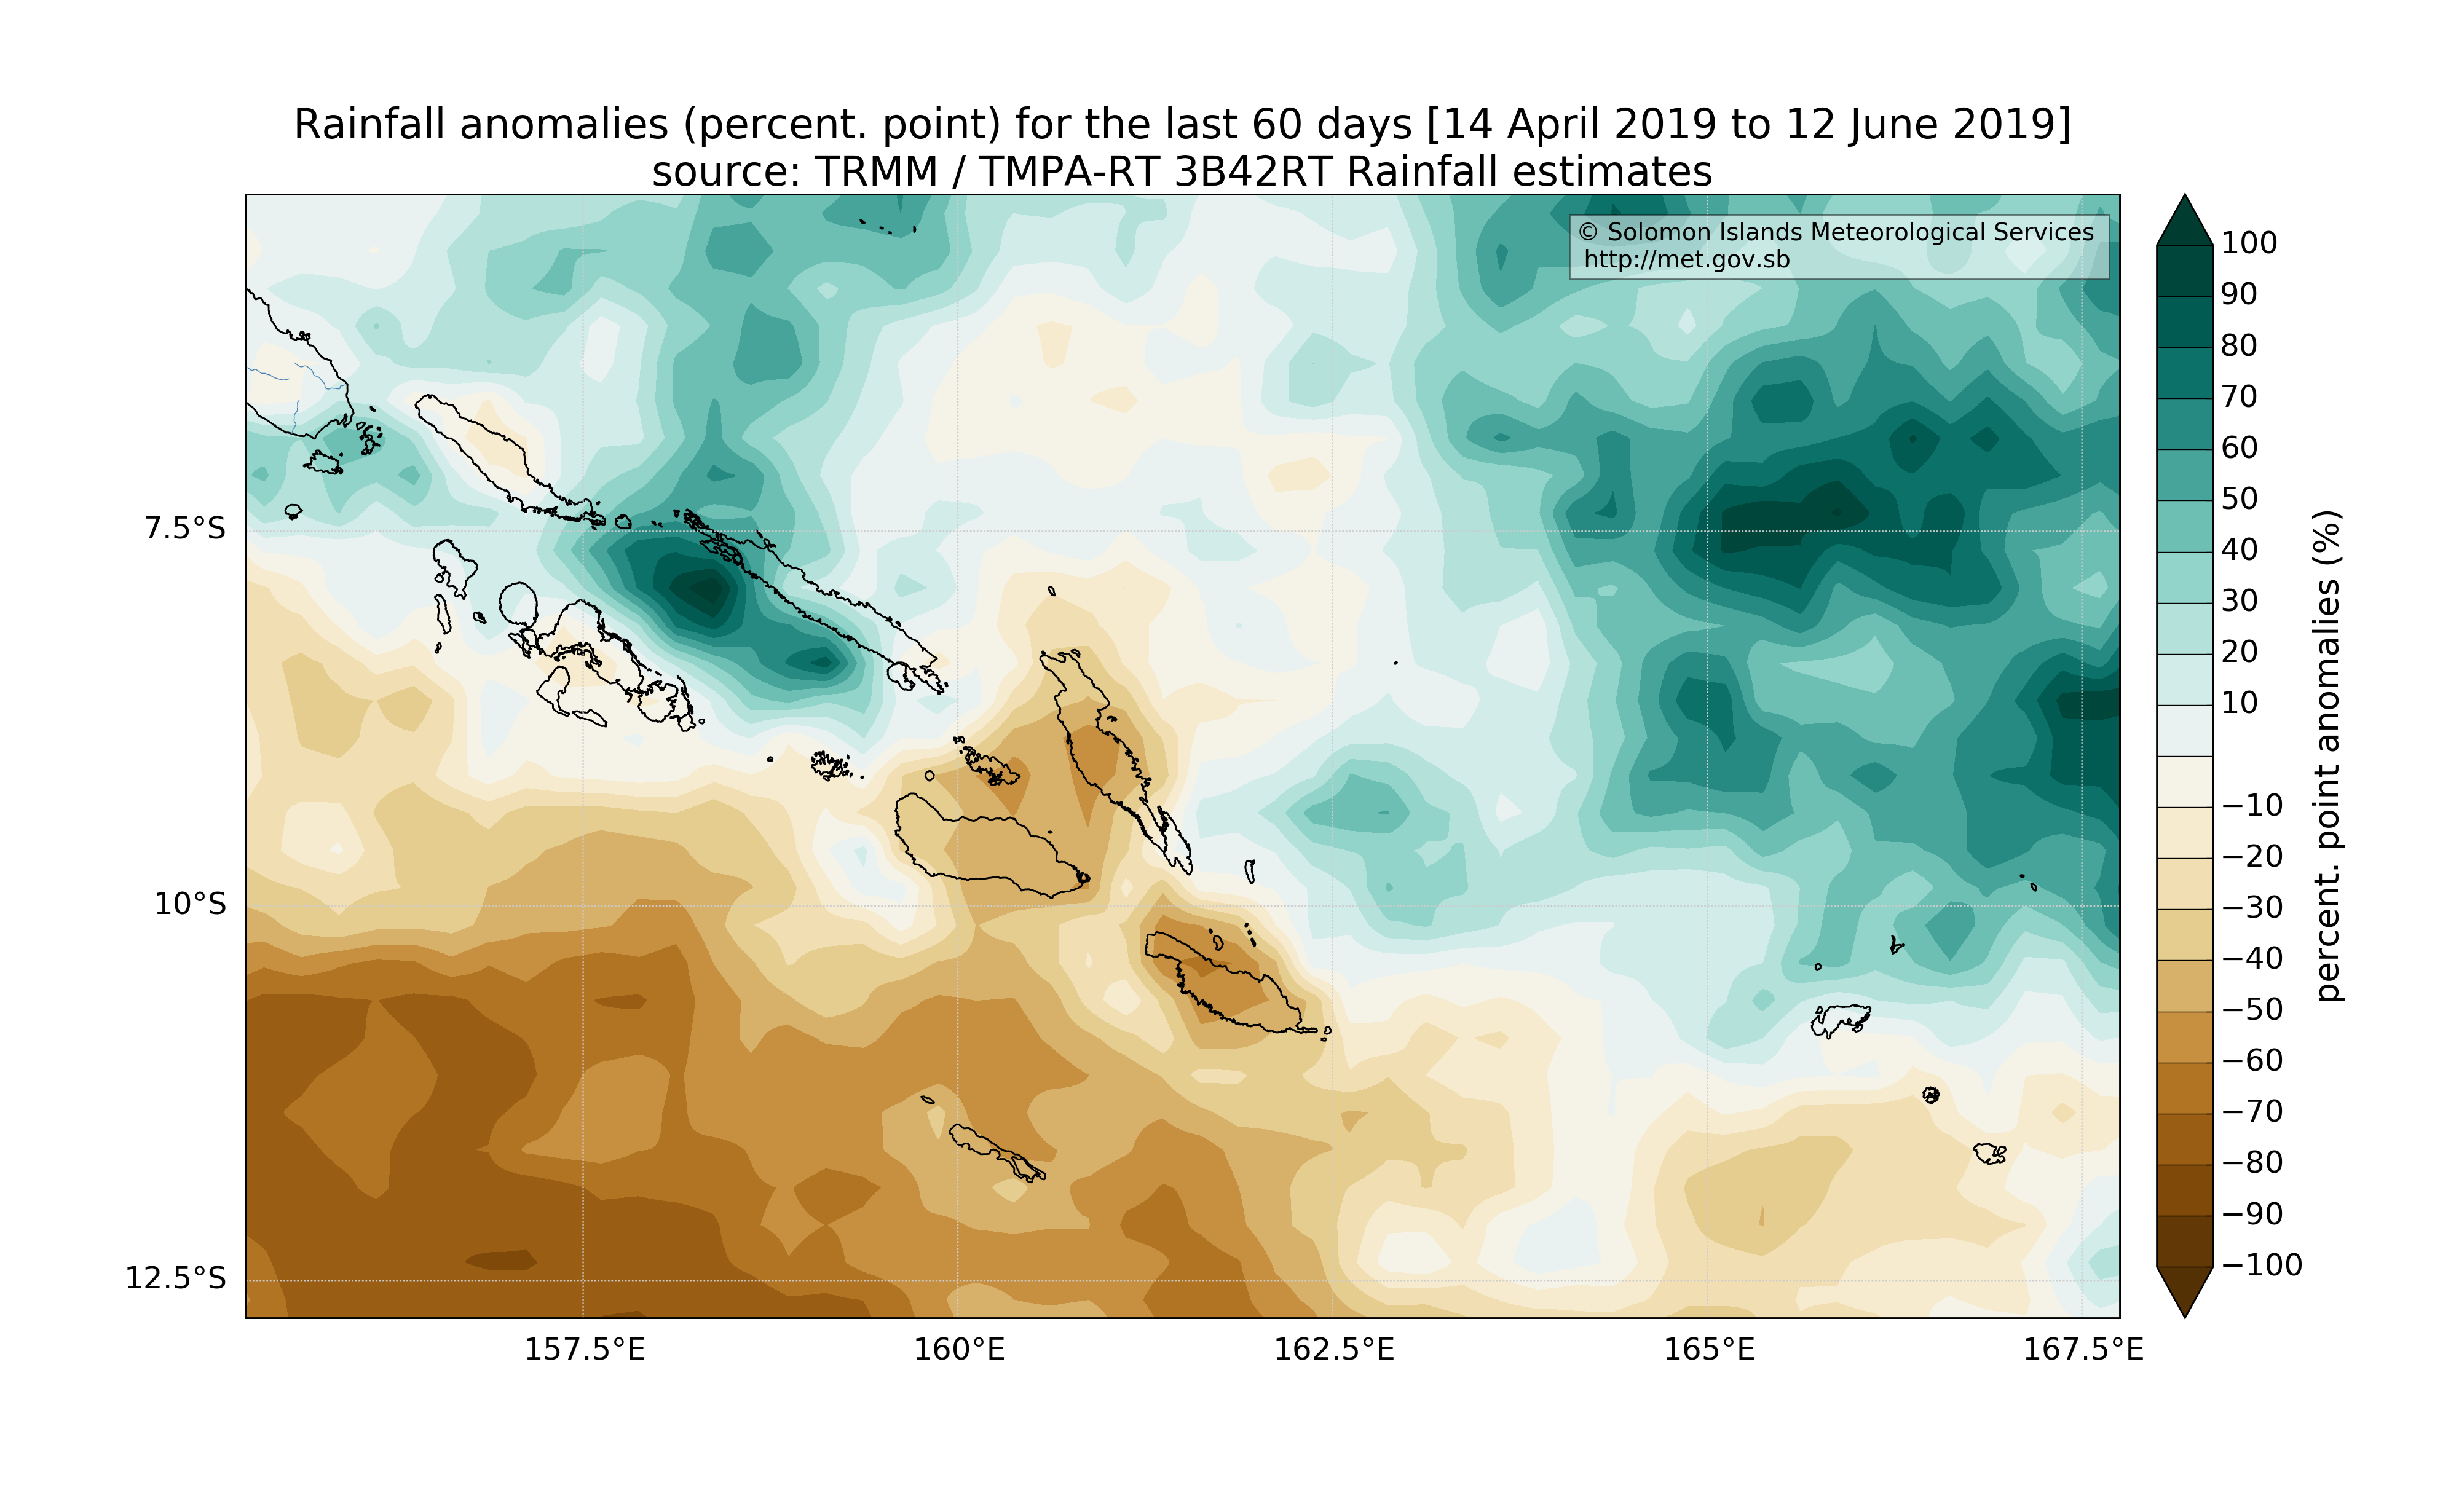 Rainfall anomalies (percent. point) for the last 60 days [14 April 2019 to 12 June 2019]
source: TRMM / TMPA-RT 3B42RT Rainfall estimates
© Solomon Islands Meteorological Services
http://met.gov.sb
7.5°S
10°S
12.5°S
157.5°E
160°E
162.5°E
165°E
167.5°E
100
90
80
70
60
50
40
30
20
10
−10
−20
−30
−40
−50
−60
−70
−80
−90
−100
percent. point anomalies (%)